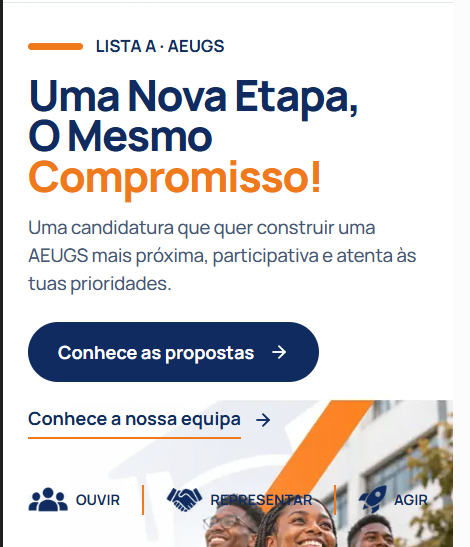 LISTA A · AEUGS
Uma Nova Etapa,
O Mesmo
Compromisso!
Uma candidatura que quer construir uma
AEUGS mais próxima, participativa e atenta às
tuas prioridades.
Conhece as propostas →
Conhece a nossa equipa →
OUVIR REPRESENTAR AGIR